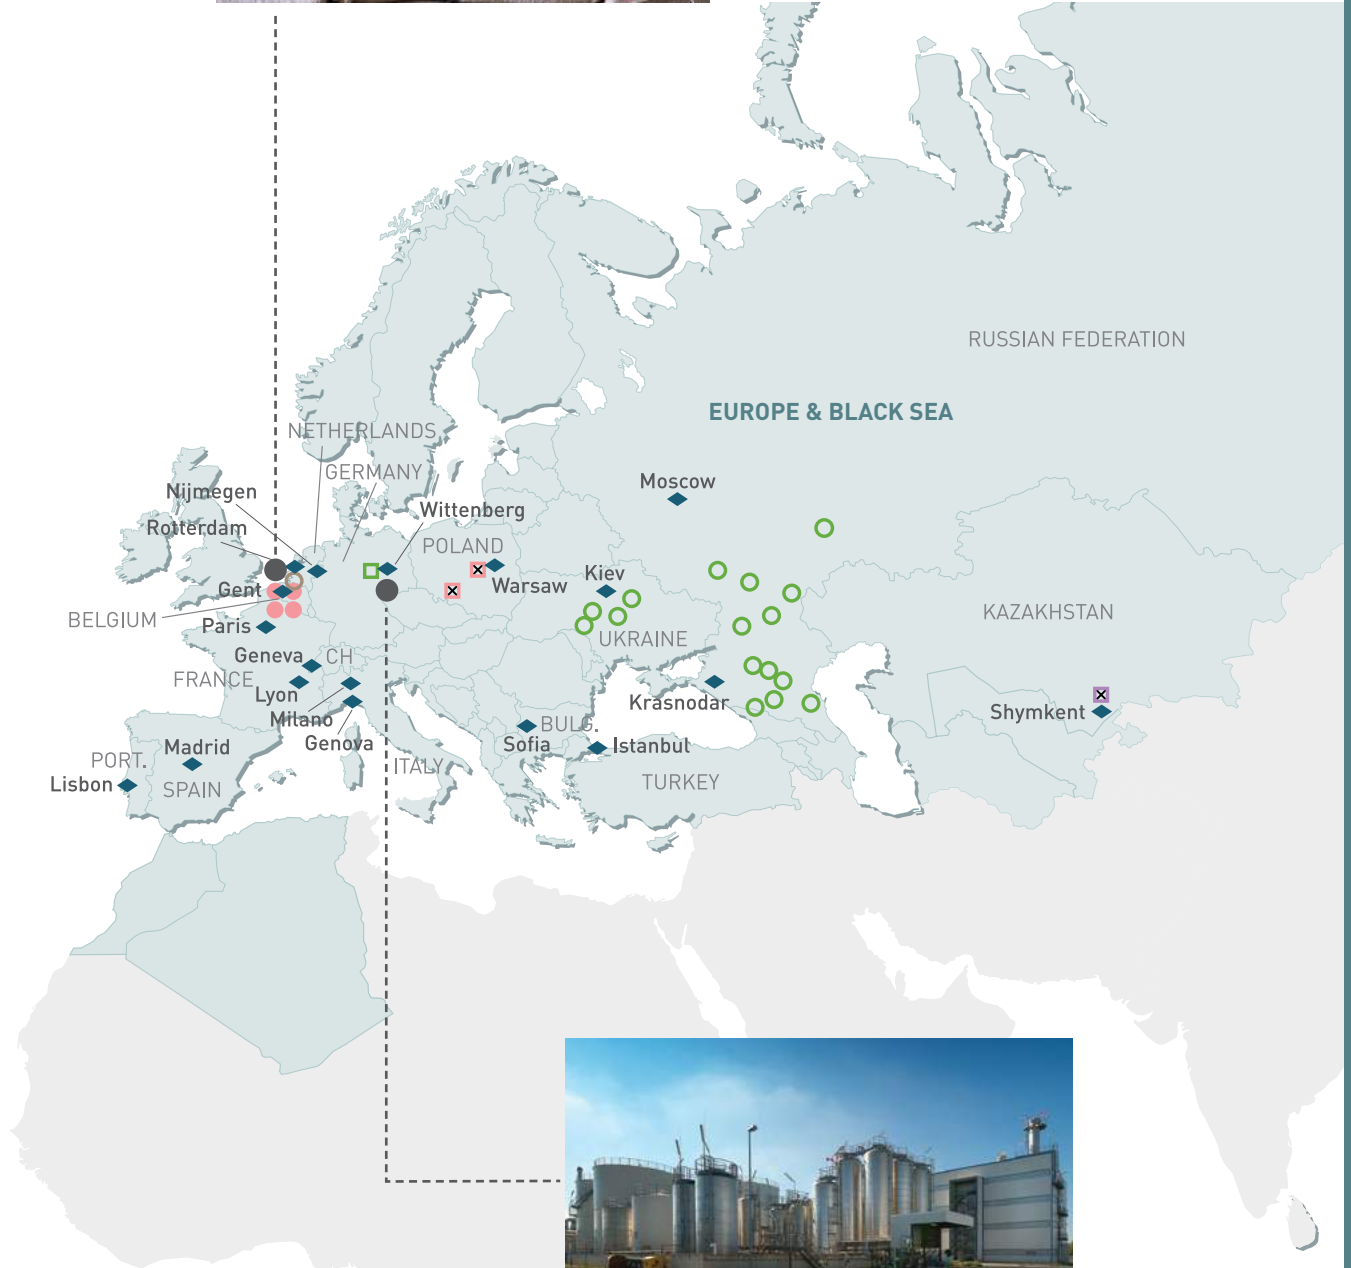 RUSSIAN FEDERATION
EUROPE & BLACK SEA
NETHERLANDS
GERMANY
Nijmegen
Moscow
Wittenberg
Rotterdam
POLAND
Kiev
Warsaw
Gent
BELGIUM
KAZAKHSTAN
Paris
UKRAINE
Geneva
CH
FRANCE
Lyon
Krasnodar
Shymkent
Milano
BULG.
Genova
Sofia
Istanbul
Madrid
PORT.
ITALY
Lisbon
SPAIN
TURKEY